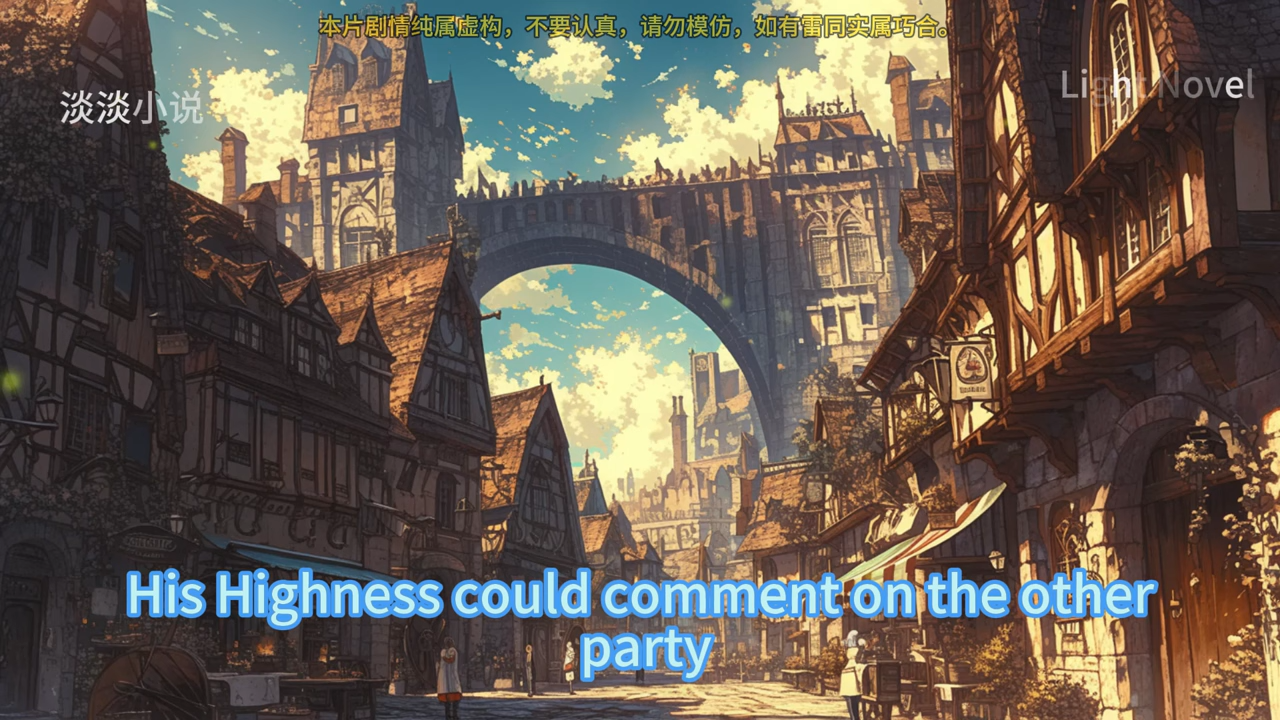 本片剧情纯属虚构，不要认真，请勿模仿，如有雷同实属巧合。
淡淡小说
Light Novel
His Highness could comment on the other
party